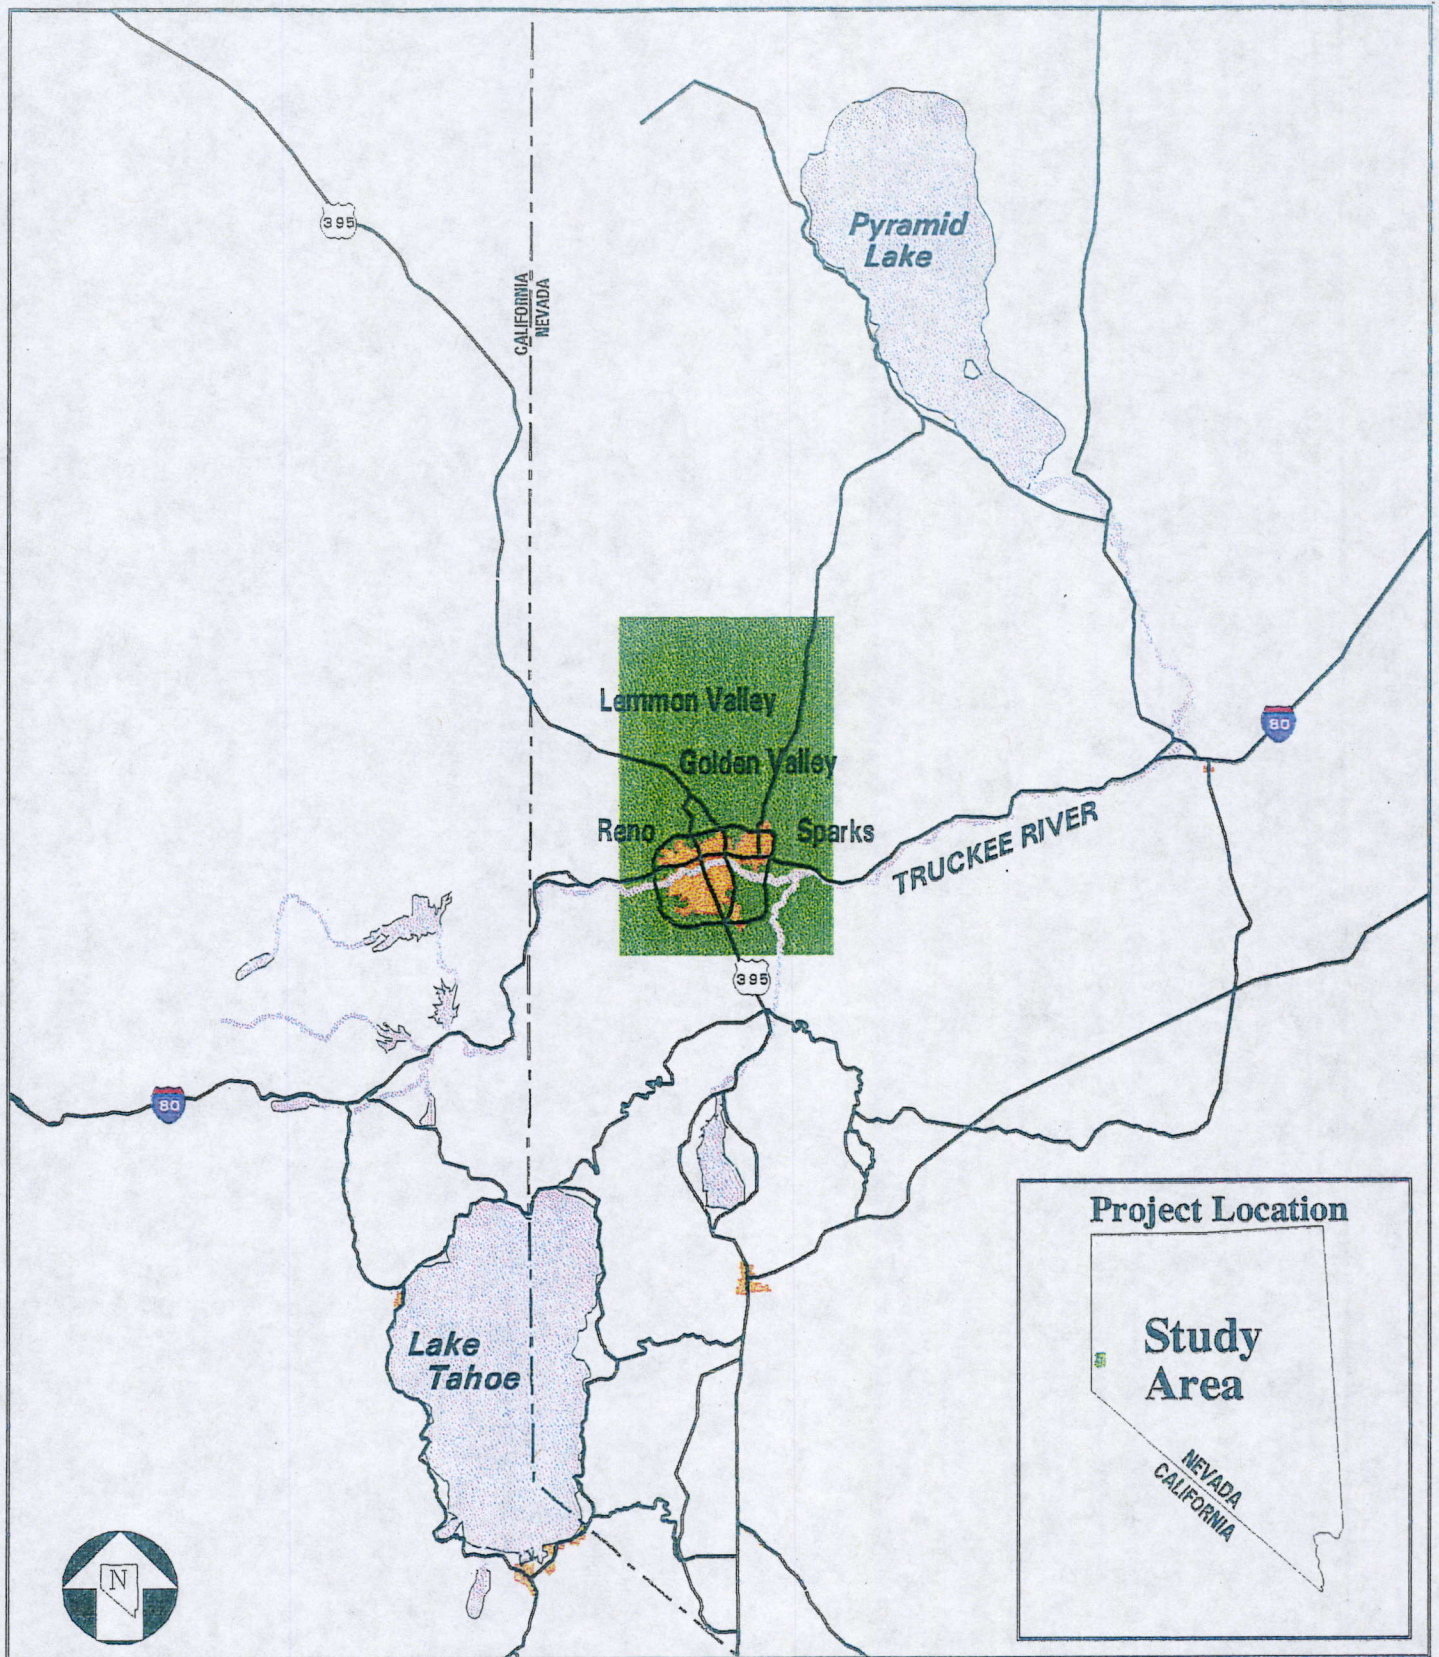 395
Pyramid
Lake
CALIFORNIA
NEVADA
Lemmon Valley
80
Golden Valley
Reno
Sparks
TRUCKEE RIVER
395
80
Project Location
Lake
Tahoe
Study
Area
NEVADA
CALIFORNIA
N